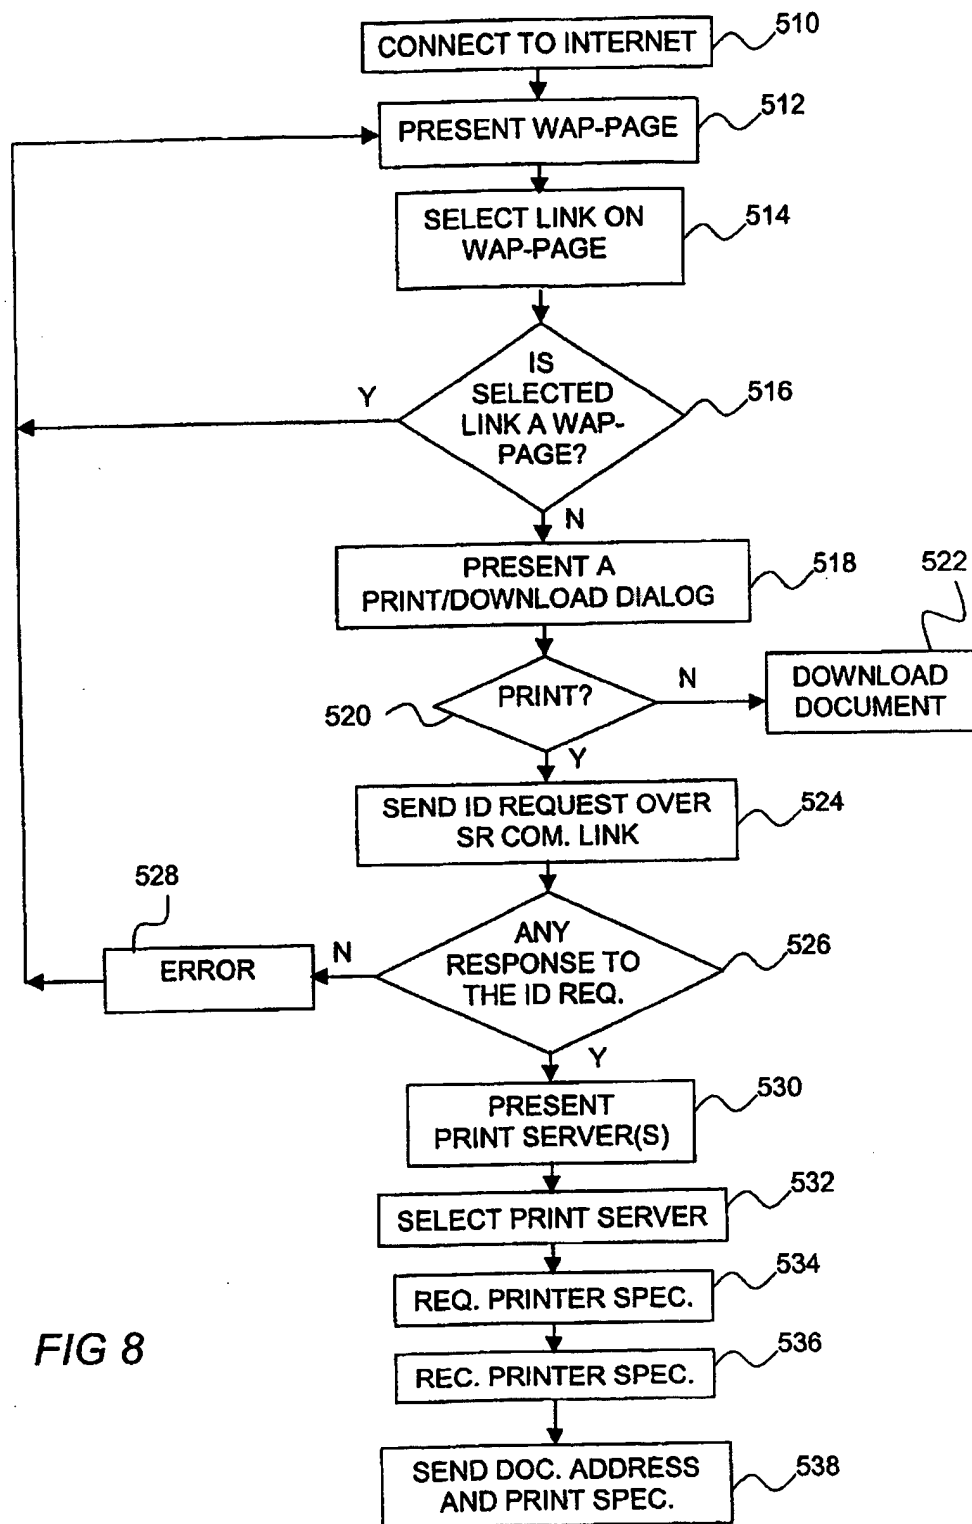 CONNECT TO INTERNET
510
PRESENT WAP-PAGE
512
SELECT LINK ON
WAP-PAGE
514
IS
SELECTED
LINK A WAP-
PAGE?
516
Y
N
PRESENT A
PRINT/DOWNLOAD DIALOG
518
522
PRINT?
520
N
DOWNLOAD
DOCUMENT
Y
SEND ID REQUEST OVER
SR COM. LINK
524
528
ERROR
N
ANY
RESPONSE TO
THE ID REQ.
526
Y
PRESENT
PRINT SERVER(S)
530
SELECT PRINT SERVER
532
REQ. PRINTER SPEC.
534
REC. PRINTER SPEC.
536
FIG 8
SEND DOC. ADDRESS
AND PRINT SPEC.
538